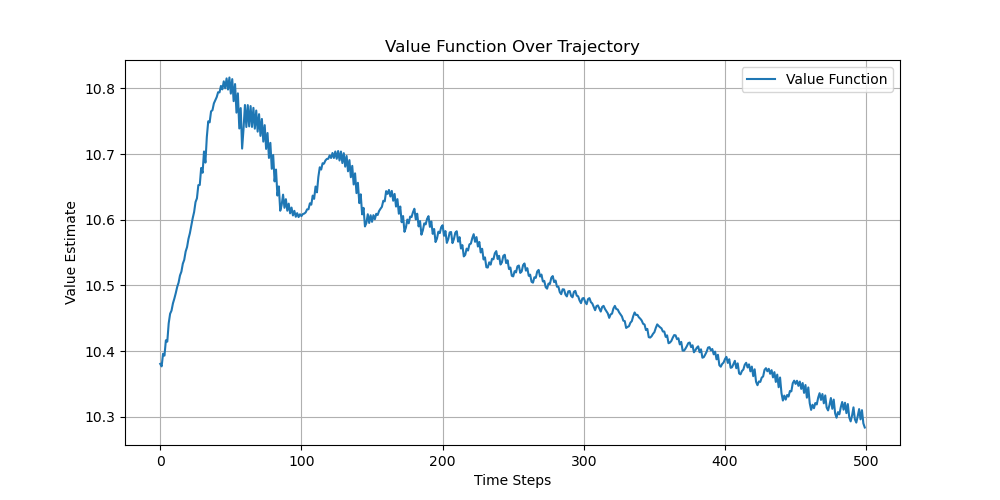 Value Function Over Trajectory
Value Function
Value Estimate
10.8
10.7
10.6
10.5
10.4
10.3
0 100 200 300 400 500
Time Steps